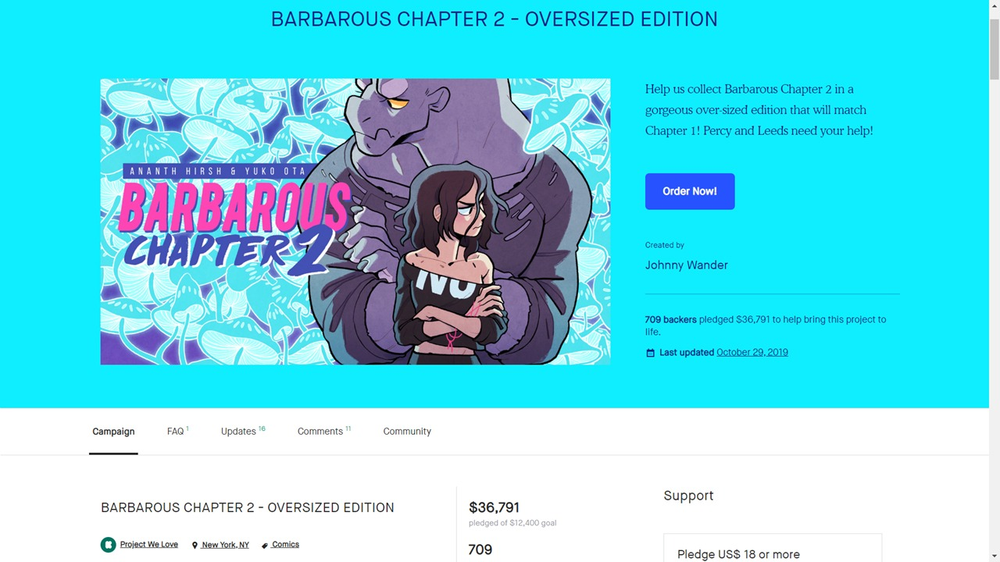 BARBAROUS CHAPTER 2 - OVERSIZED EDITION
ANANTH HIRSH & YUKO OTA
BARBAROUS
CHAPTER 2
NO
Help us collect Barbarous Chapter 2 in a
gorgeous over-sized edition that will match
Chapter 1! Percy and Leeds need your help!
Order Now!
Created by
Johnny Wander
709 backers pledged $36,791 to help bring this project to
life.
Last updated October 29, 2019
Campaign
FAQ 1
Updates 16
Comments 11
Community
BARBAROUS CHAPTER 2 - OVERSIZED EDITION
Project We Love
New York, NY
Comics
$36,791
pledged of $12,400 goal
709
Support
Pledge US$ 18 or more